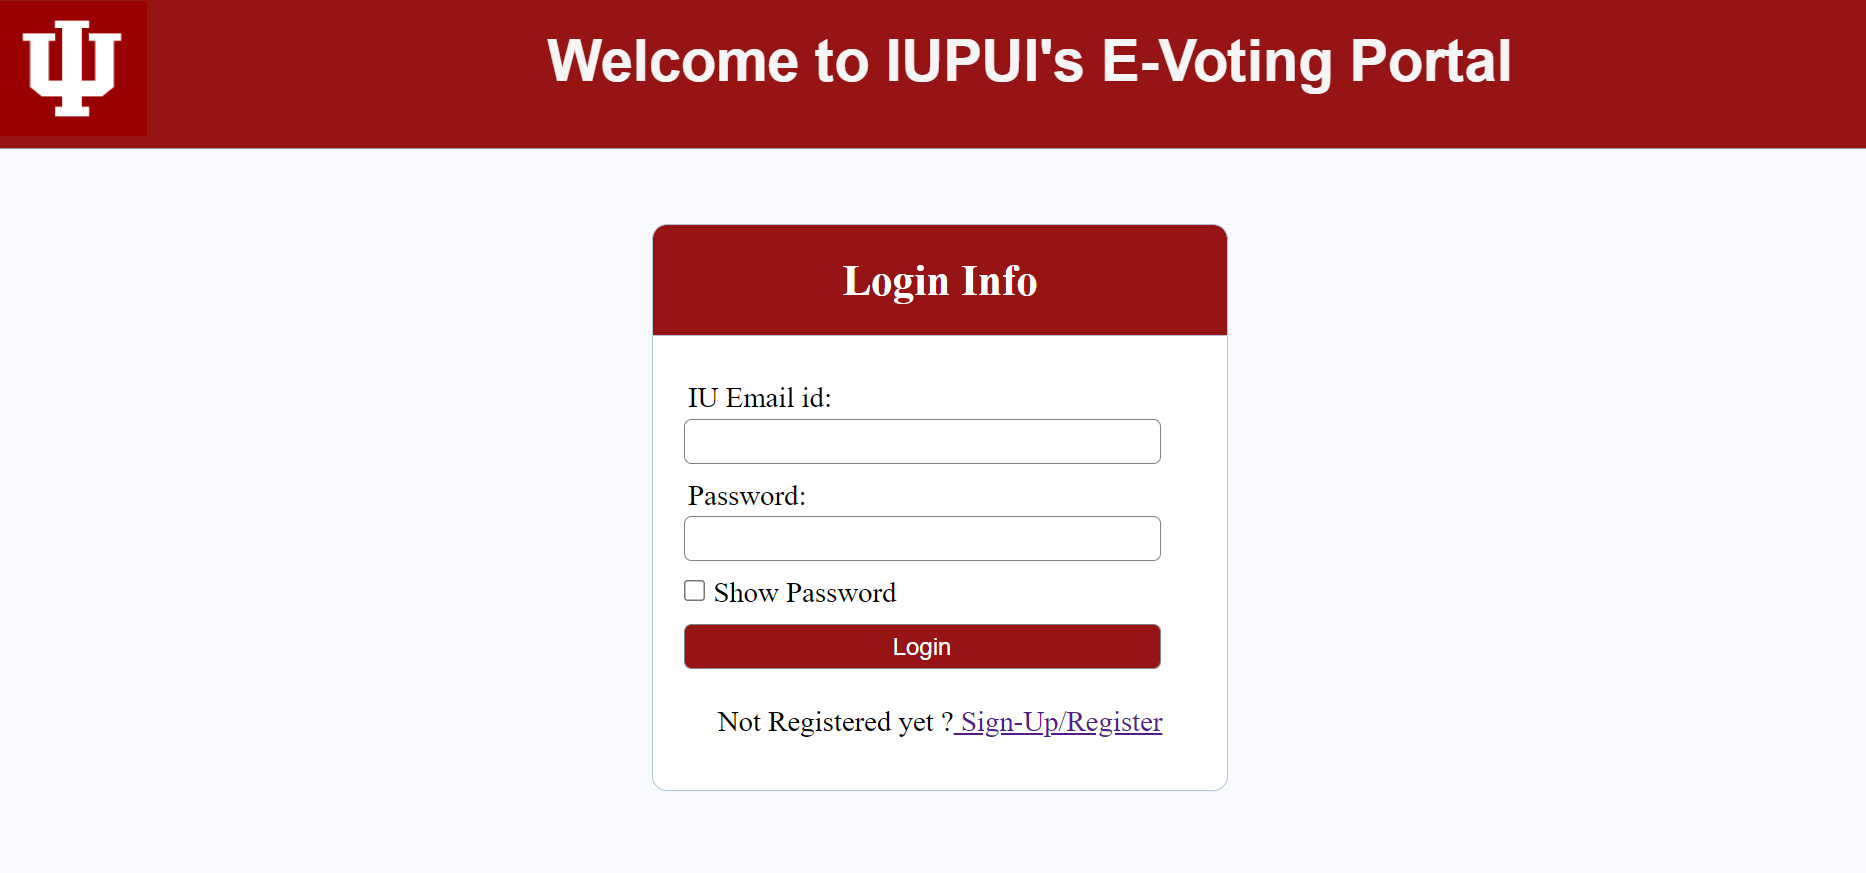 Welcome to IUPUI's E-Voting Portal
Login Info
IU Email id:
Password:
Show Password
Login
Not Registered yet ? Sign-Up/Register